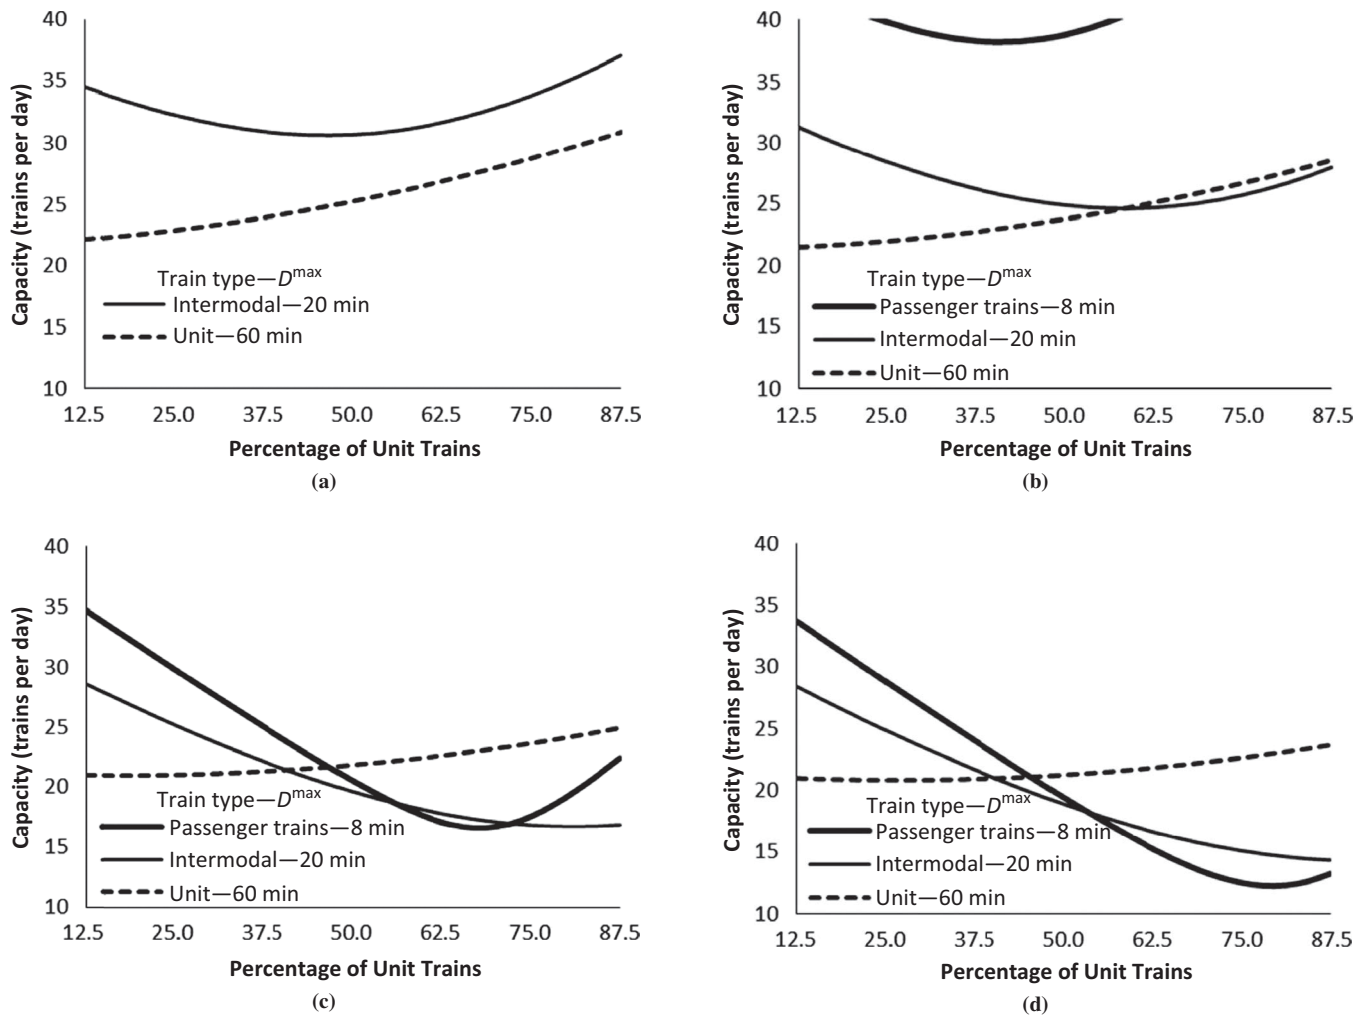 40
35
30
25
20
15
10
Capacity (trains per day)
Train type—Dmax
Intermodal—20 min
Unit—60 min
12.5 25.0 37.5 50.0 62.5 75.0 87.5
Percentage of Unit Trains
(a)
40
35
30
25
20
15
10
Capacity (trains per day)
Train type—Dmax
Passenger trains—8 min
Intermodal—20 min
Unit—60 min
12.5 25.0 37.5 50.0 62.5 75.0 87.5
Percentage of Unit Trains
(b)
40
35
30
25
20
15
10
Capacity (trains per day)
Train type—Dmax
Passenger trains—8 min
Intermodal—20 min
Unit—60 min
12.5 25.0 37.5 50.0 62.5 75.0 87.5
Percentage of Unit Trains
(c)
40
35
30
25
20
15
10
Capacity (trains per day)
Train type—Dmax
Passenger trains—8 min
Intermodal—20 min
Unit—60 min
12.5 25.0 37.5 50.0 62.5 75.0 87.5
Percentage of Unit Trains
(d)